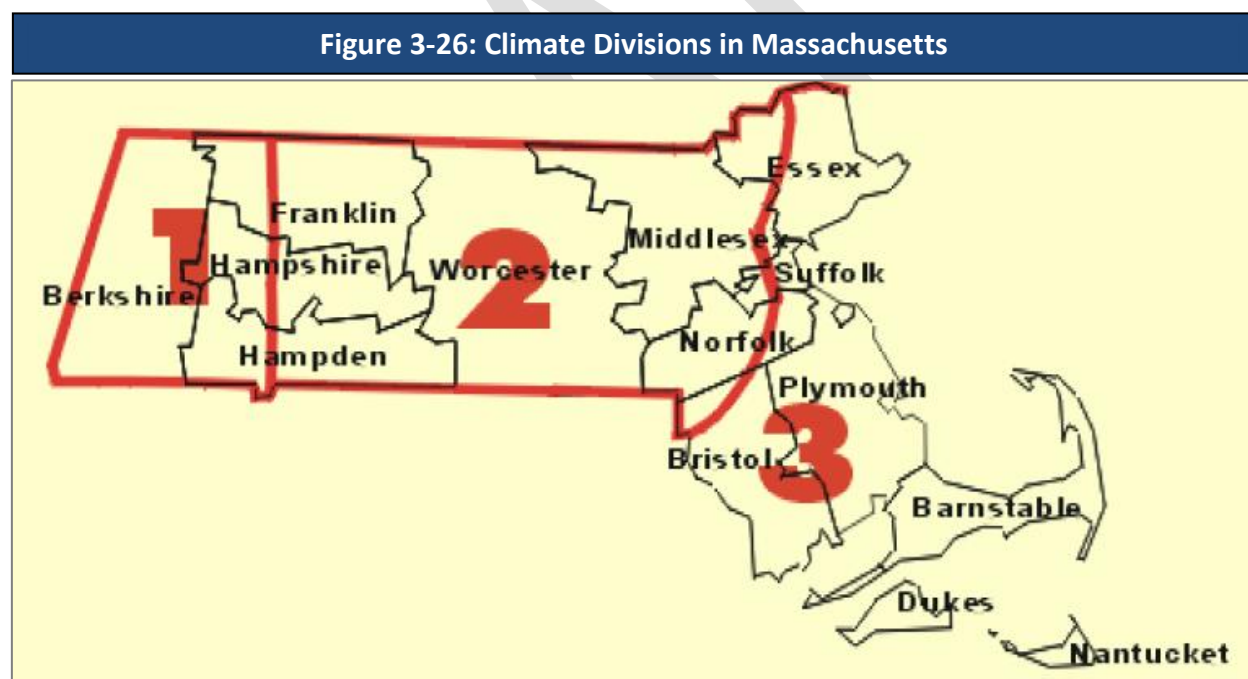 Figure 3-26: Climate Divisions in Massachusetts
Essex
Franklin
1
2
Middlesex
Hampshire
Worcester
Suffolk
Berkshire
Norfolk
Hampden
Plymouth
3
Bristol
Barnstable
Dukes
Nantucket